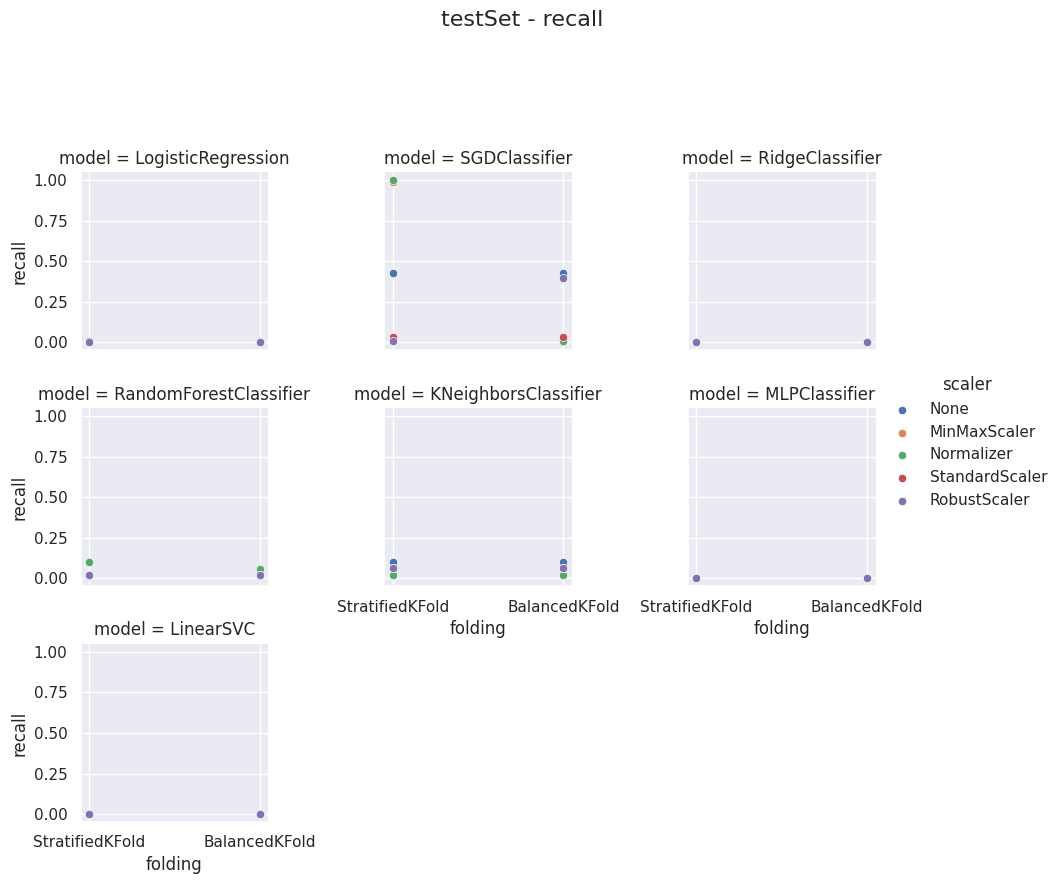 testSet - recall
model = LogisticRegression
model = SGDClassifier
model = RidgeClassifier
1.00
0.75
0.50
0.25
0.00
recall
model = RandomForestClassifier
model = KNeighborsClassifier
model = MLPClassifier
1.00
0.75
0.50
0.25
0.00
recall
StratifiedKFold BalancedKFold
folding
StratifiedKFold BalancedKFold
folding
scaler
None
MinMaxScaler
Normalizer
StandardScaler
RobustScaler
model = LinearSVC
1.00
0.75
0.50
0.25
0.00
recall
StratifiedKFold BalancedKFold
folding